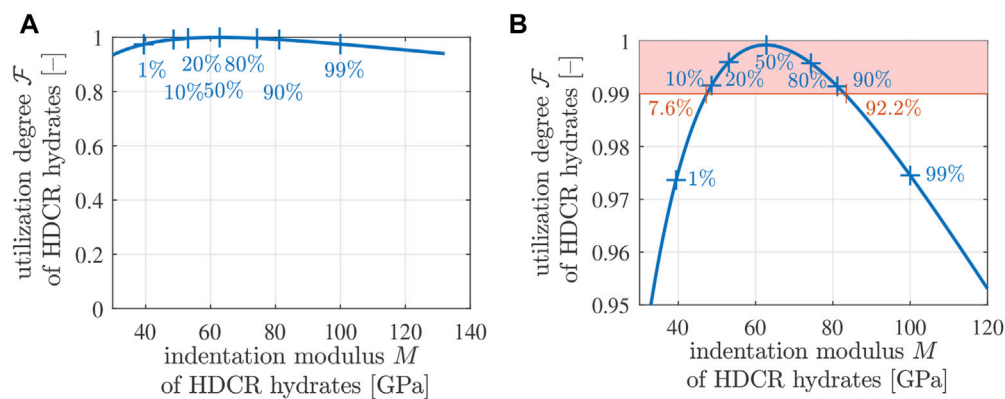 A
utilization degree ℱ
of HDCR hydrates [–]
1
0.8
0.6
0.4
0.2
0
1%
20% 80%
10% 50%
90%
99%
40 60 80 100 120 140
indentation modulus M
of HDCR hydrates [GPa]
B
utilization degree ℱ
of HDCR hydrates [–]
1
0.99
0.98
0.97
0.96
0.95
50%
10% 20% 80% 90%
7.6% 92.2%
1% 99%
40 60 80 100 120
indentation modulus M
of HDCR hydrates [GPa]